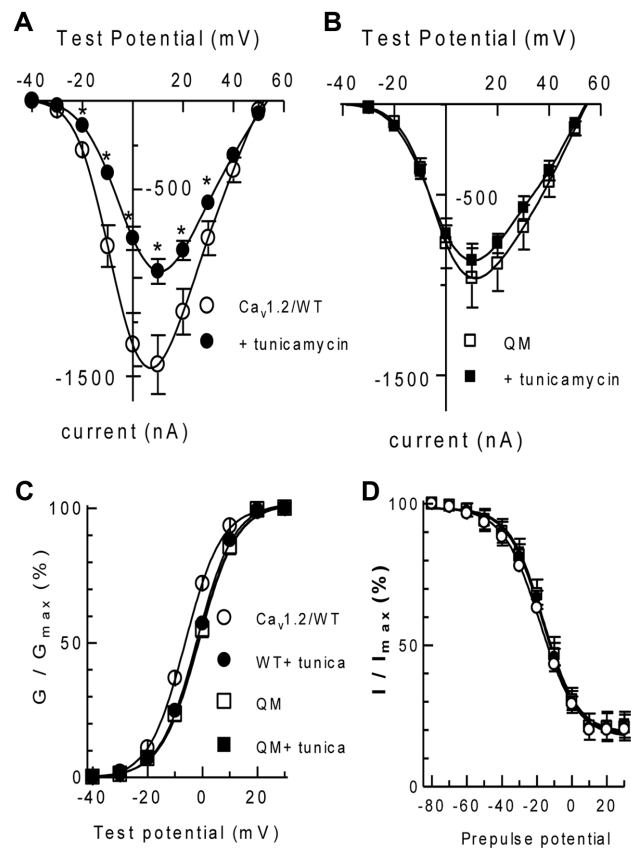 A
Test Potential (mV)
-40 -20 20 40 60
* * * * * *
-500
Cav1.2/WT
+ tunicamycin
-1500
current (nA)
B
Test Potential (mV)
-40 -20 20 40 60
-500
QM
+ tunicamycin
-1500
current (nA)
C
100
50
0
G / Gmax (%)
Cav1.2/WT
WT+ tunica
QM
QM+ tunica
-40 -20 0 20
Test potential (mV)
D
100
50
0
I / Imax (%)
-80 -60 -40 -20 0 20
Prepulse potential